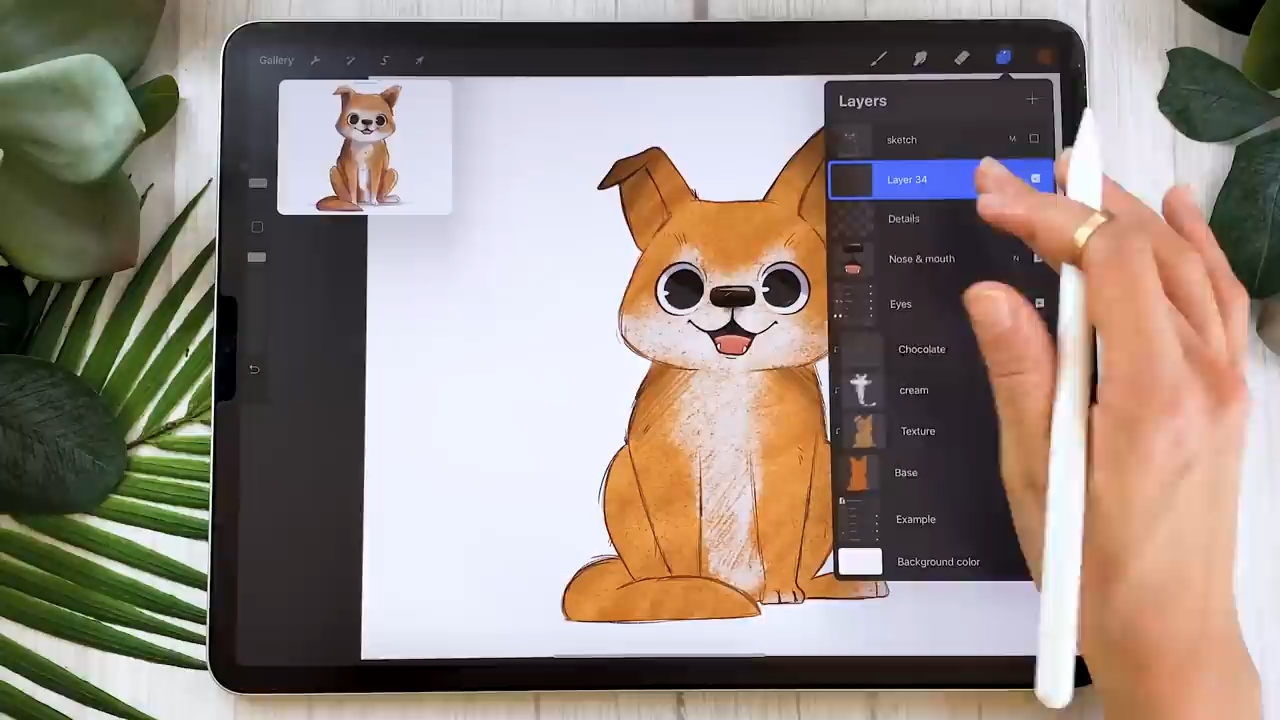 Gallery
S
Layers
sketch
M
Layer 34
Details
Nose & mouth
N
Eyes
Chocolate
cream
Texture
Base
Example
Background color